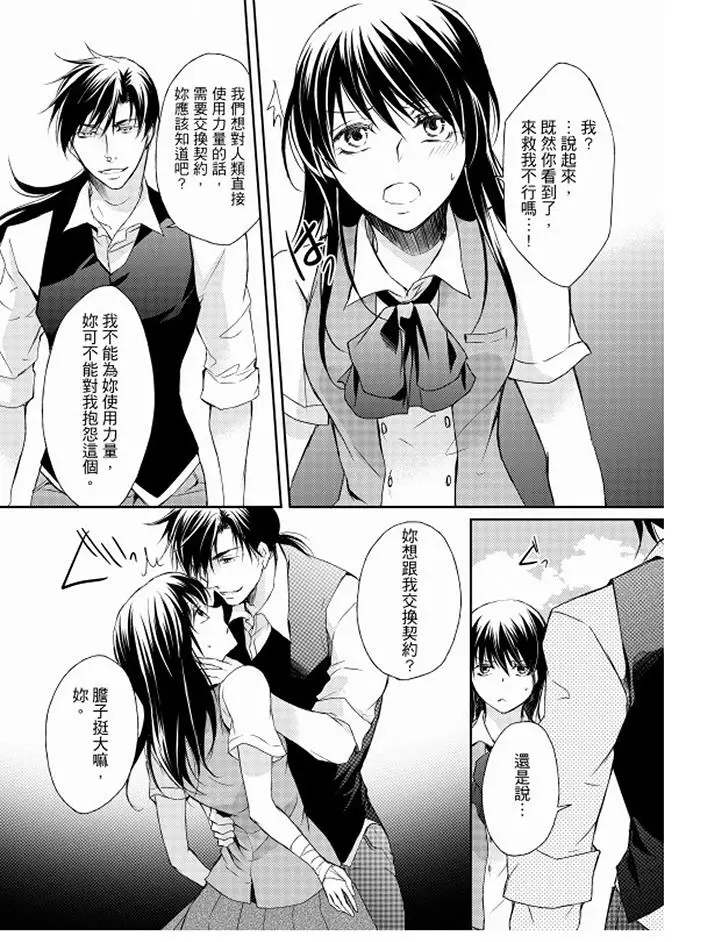 我？
…說起來，
既然你看到了，
來救我不行嗎…！
はっ
我們想對人類直接
使用力量的話，
需要交換契約，
妳應該知道吧？
我不能為妳使用力量，
妳可不能對我抱怨這個。
還是說…
妳想跟我交換契約？
ぐい
膽子挺大嘛，
妳。